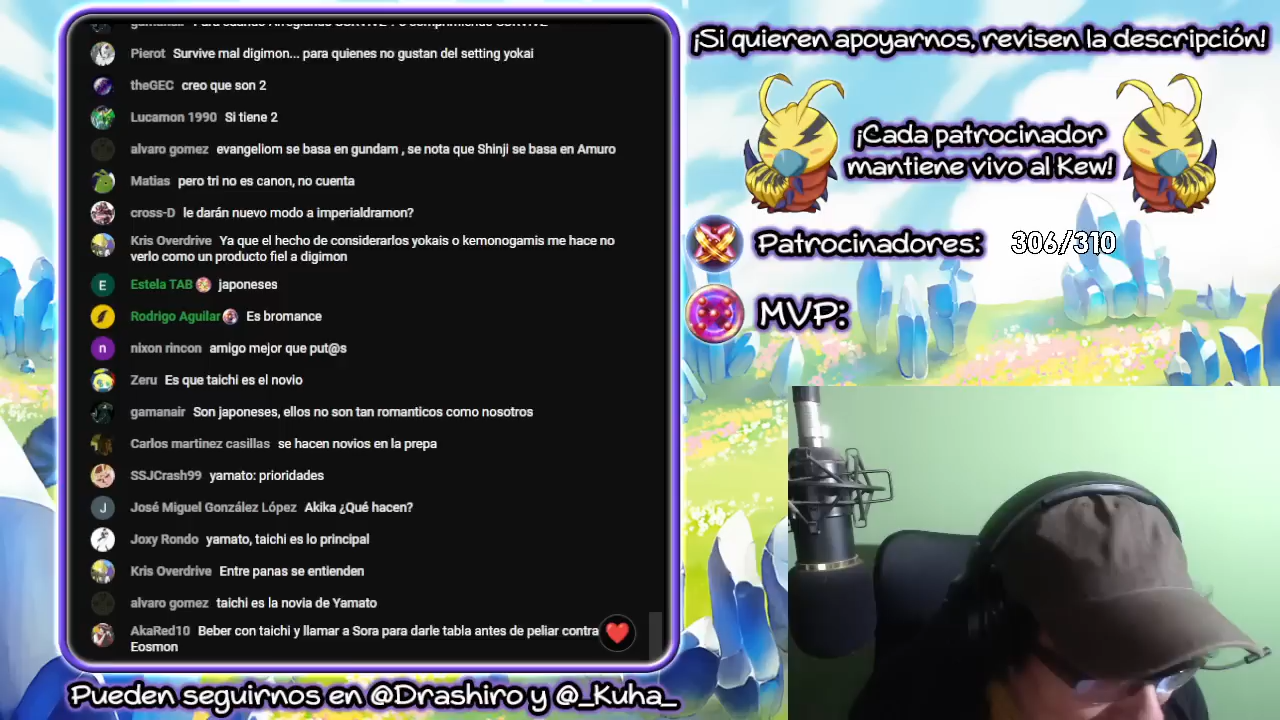 ¡Si quieren apoyarnos, revisen la descripción!
Pierot Survive mal digimon... para quienes no gustan del setting yokai
theGEC creo que son 2
Lucamon 1990 Si tiene 2
alvaro gomez evangeliom se basa en gundam , se nota que Shinji se basa en Amuro
Matias pero tri no es canon, no cuenta
cross-D le darán nuevo modo a imperialdramon?
Kris Overdrive Ya que el hecho de considerarlos yokais o kemonogamis me hace no
verlo como un producto fiel a digimon
E Estela TAB japoneses
Rodrigo Aguilar Es bromance
n nixon rincon amigo mejor que put@s
Zeru Es que taichi es el novio
gamanair Son japoneses, ellos no son tan romanticos como nosotros
Carlos martinez casillas se hacen novios en la prepa
SSJCrash99 yamato: prioridades
J José Miguel González López Akika ¿Qué hacen?
Joxy Rondo yamato, taichi es lo principal
Kris Overdrive Entre panas se entienden
alvaro gomez taichi es la novia de Yamato
AkaRed10 Beber con taichi y llamar a Sora para darle tabla antes de peliar contra
Eosmon
¡Cada patrocinador
mantiene vivo al Kew!
Patrocinadores: 306/310
MVP:
Pueden seguirnos en @Drashiro y @_Kuha_